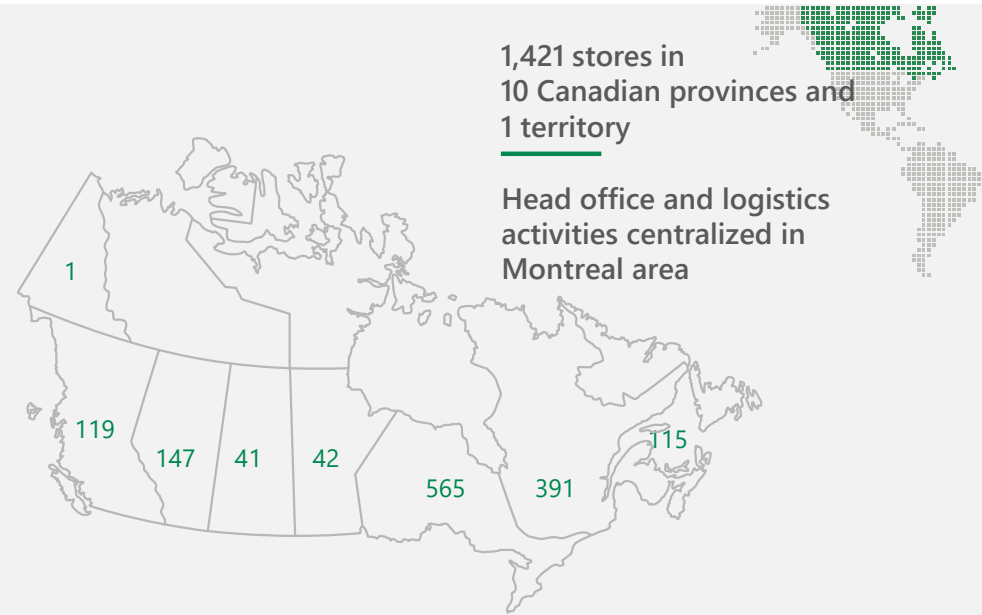 1,421 stores in
10 Canadian provinces and
1 territory
Head office and logistics
activities centralized in
Montreal area
1
119
147
41
42
565
391
115